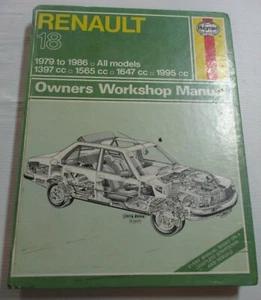 RENAULT
18
1979 to 1986 □ All models
1397 cc □ 1565 cc □ 1647 cc □ 1995 cc
Owners Workshop Manual